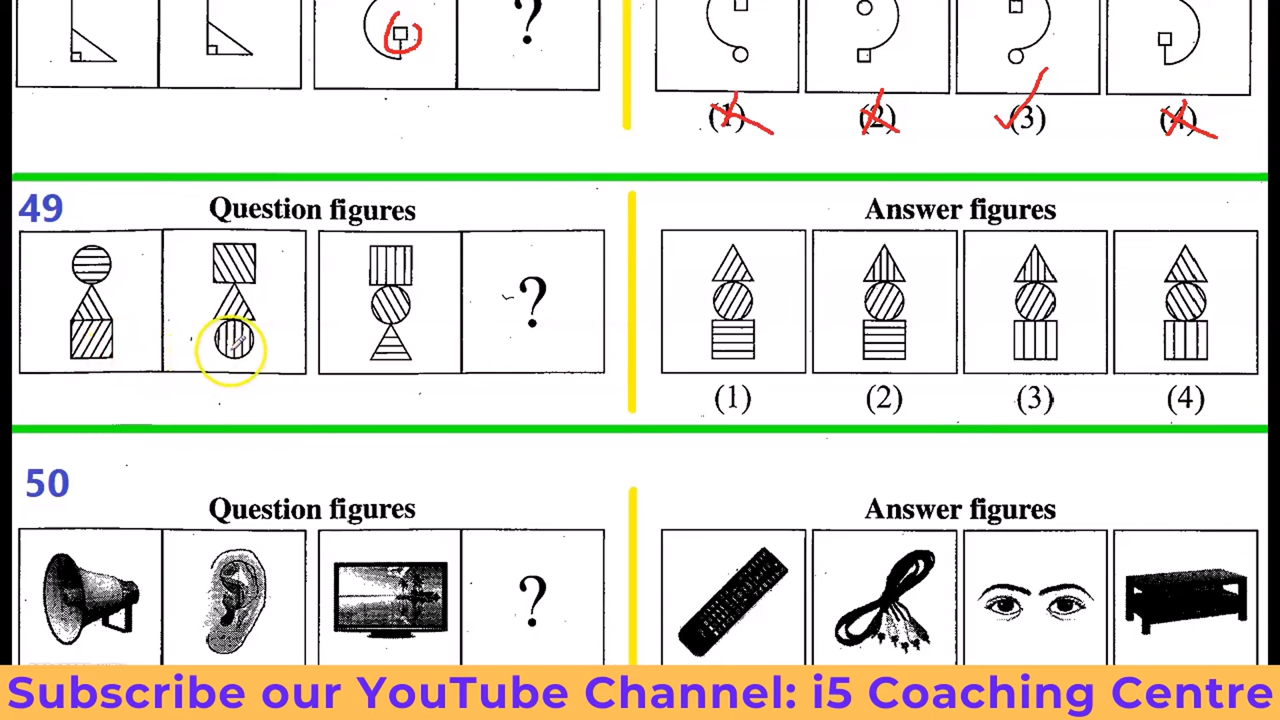 ?
(1) (2) (3) (4)
49 Question figures Answer figures
?
(1) (2) (3) (4)
50
Question figures Answer figures
?
Subscribe our YouTube Channel: i5 Coaching Centre